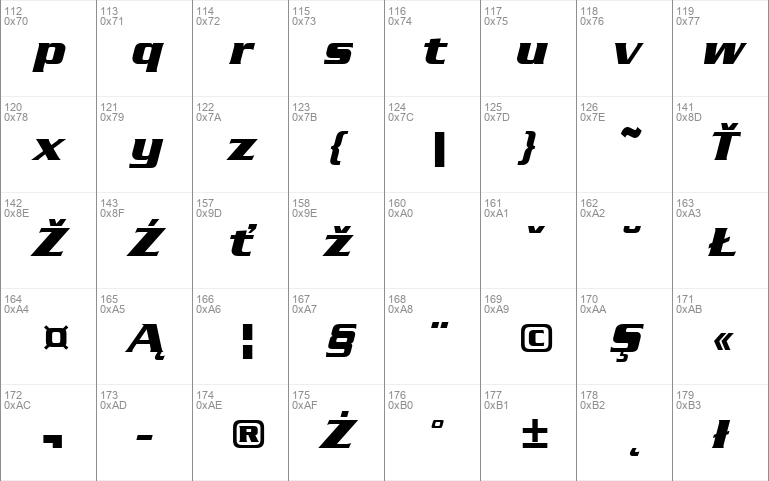 112 113 114 115 116 117 118 119
0x70 0x71 0x72 0x73 0x74 0x75 0x76 0x77
p q r s t u v w
120 121 122 123 124 125 126 141
0x78 0x79 0x7A 0x7B 0x7C 0x7D 0x7E 0x8D
x y z { | } ~ Ť
142 143 157 158 160 161 162 163
0x8E 0x8F 0x9D 0x9E 0xA0 0xA1 0xA2 0xA3
Ž Ź ť ž ˇ ˘ Ł
164 165 166 167 168 169 170 171
0xA4 0xA5 0xA6 0xA7 0xA8 0xA9 0xAA 0xAB
¤ Ą ¦ § ¨ © Ş «
172 173 174 175 176 177 178 179
0xAC 0xAD 0xAE 0xAF 0xB0 0xB1 0xB2 0xB3
¬ - ® Ż ° ± ˛ ł